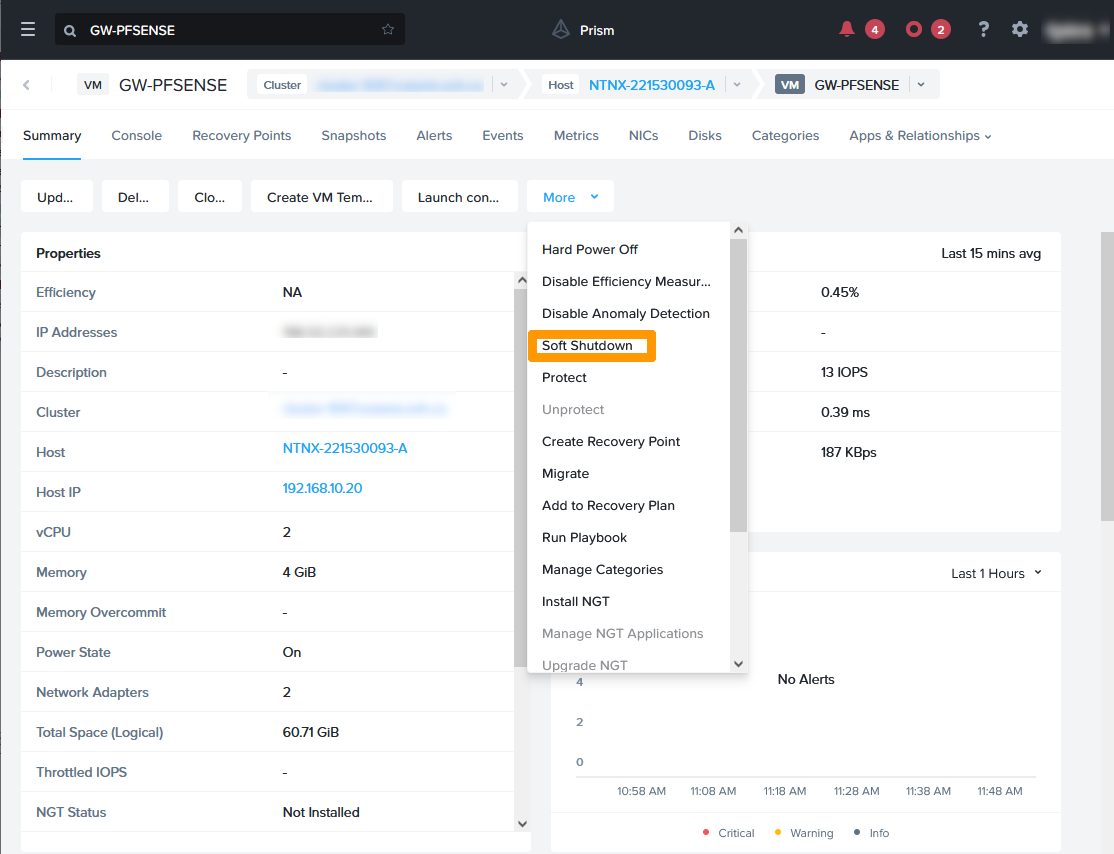 GW-PFSENSE
Prism
4
2
?
VM GW-PFSENSE
Cluster
Host NTNX-221530093-A
VM GW-PFSENSE
Summary Console Recovery Points Snapshots Alerts Events Metrics NICs Disks Categories Apps & Relationships
Upd... Del... Clo... Create VM Tem... Launch con... More
Properties
Efficiency NA
IP Addresses
Description -
Cluster
Host NTNX-221530093-A
Host IP 192.168.10.20
vCPU 2
Memory 4 GiB
Memory Overcommit -
Power State On
Network Adapters 2
Total Space (Logical) 60.71 GiB
Throttled IOPS -
NGT Status Not Installed
Hard Power Off
Disable Efficiency Measur...
Disable Anomaly Detection
Soft Shutdown
Protect
Unprotect
Create Recovery Point
Migrate
Add to Recovery Plan
Run Playbook
Manage Categories
Install NGT
Manage NGT Applications
Upgrade NGT
Last 15 mins avg
0.45%
-
13 IOPS
0.39 ms
187 KBps
Last 1 Hours
No Alerts
4
2
0
10:58 AM 11:08 AM 11:18 AM 11:28 AM 11:38 AM 11:48 AM
Critical Warning Info